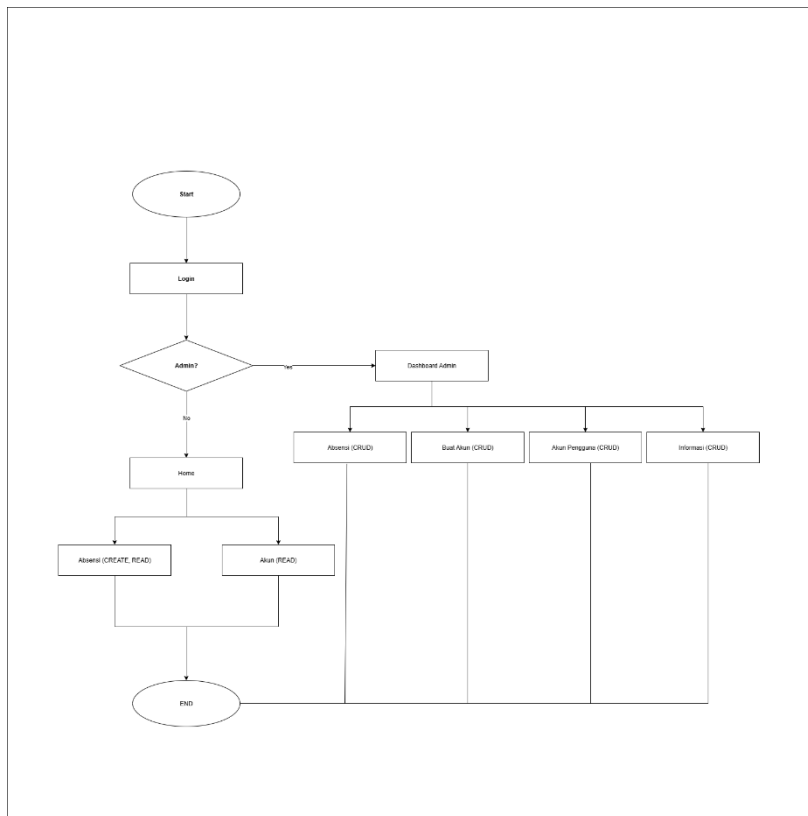 Start
Login
Admin?
Yes
Dashboard Admin
No
Absensi (CRUD)
Buat Akun (CRUD)
Akun Pengguna (CRUD)
Informasi (CRUD)
Home
Absensi (CREATE, READ)
Akun (READ)
END